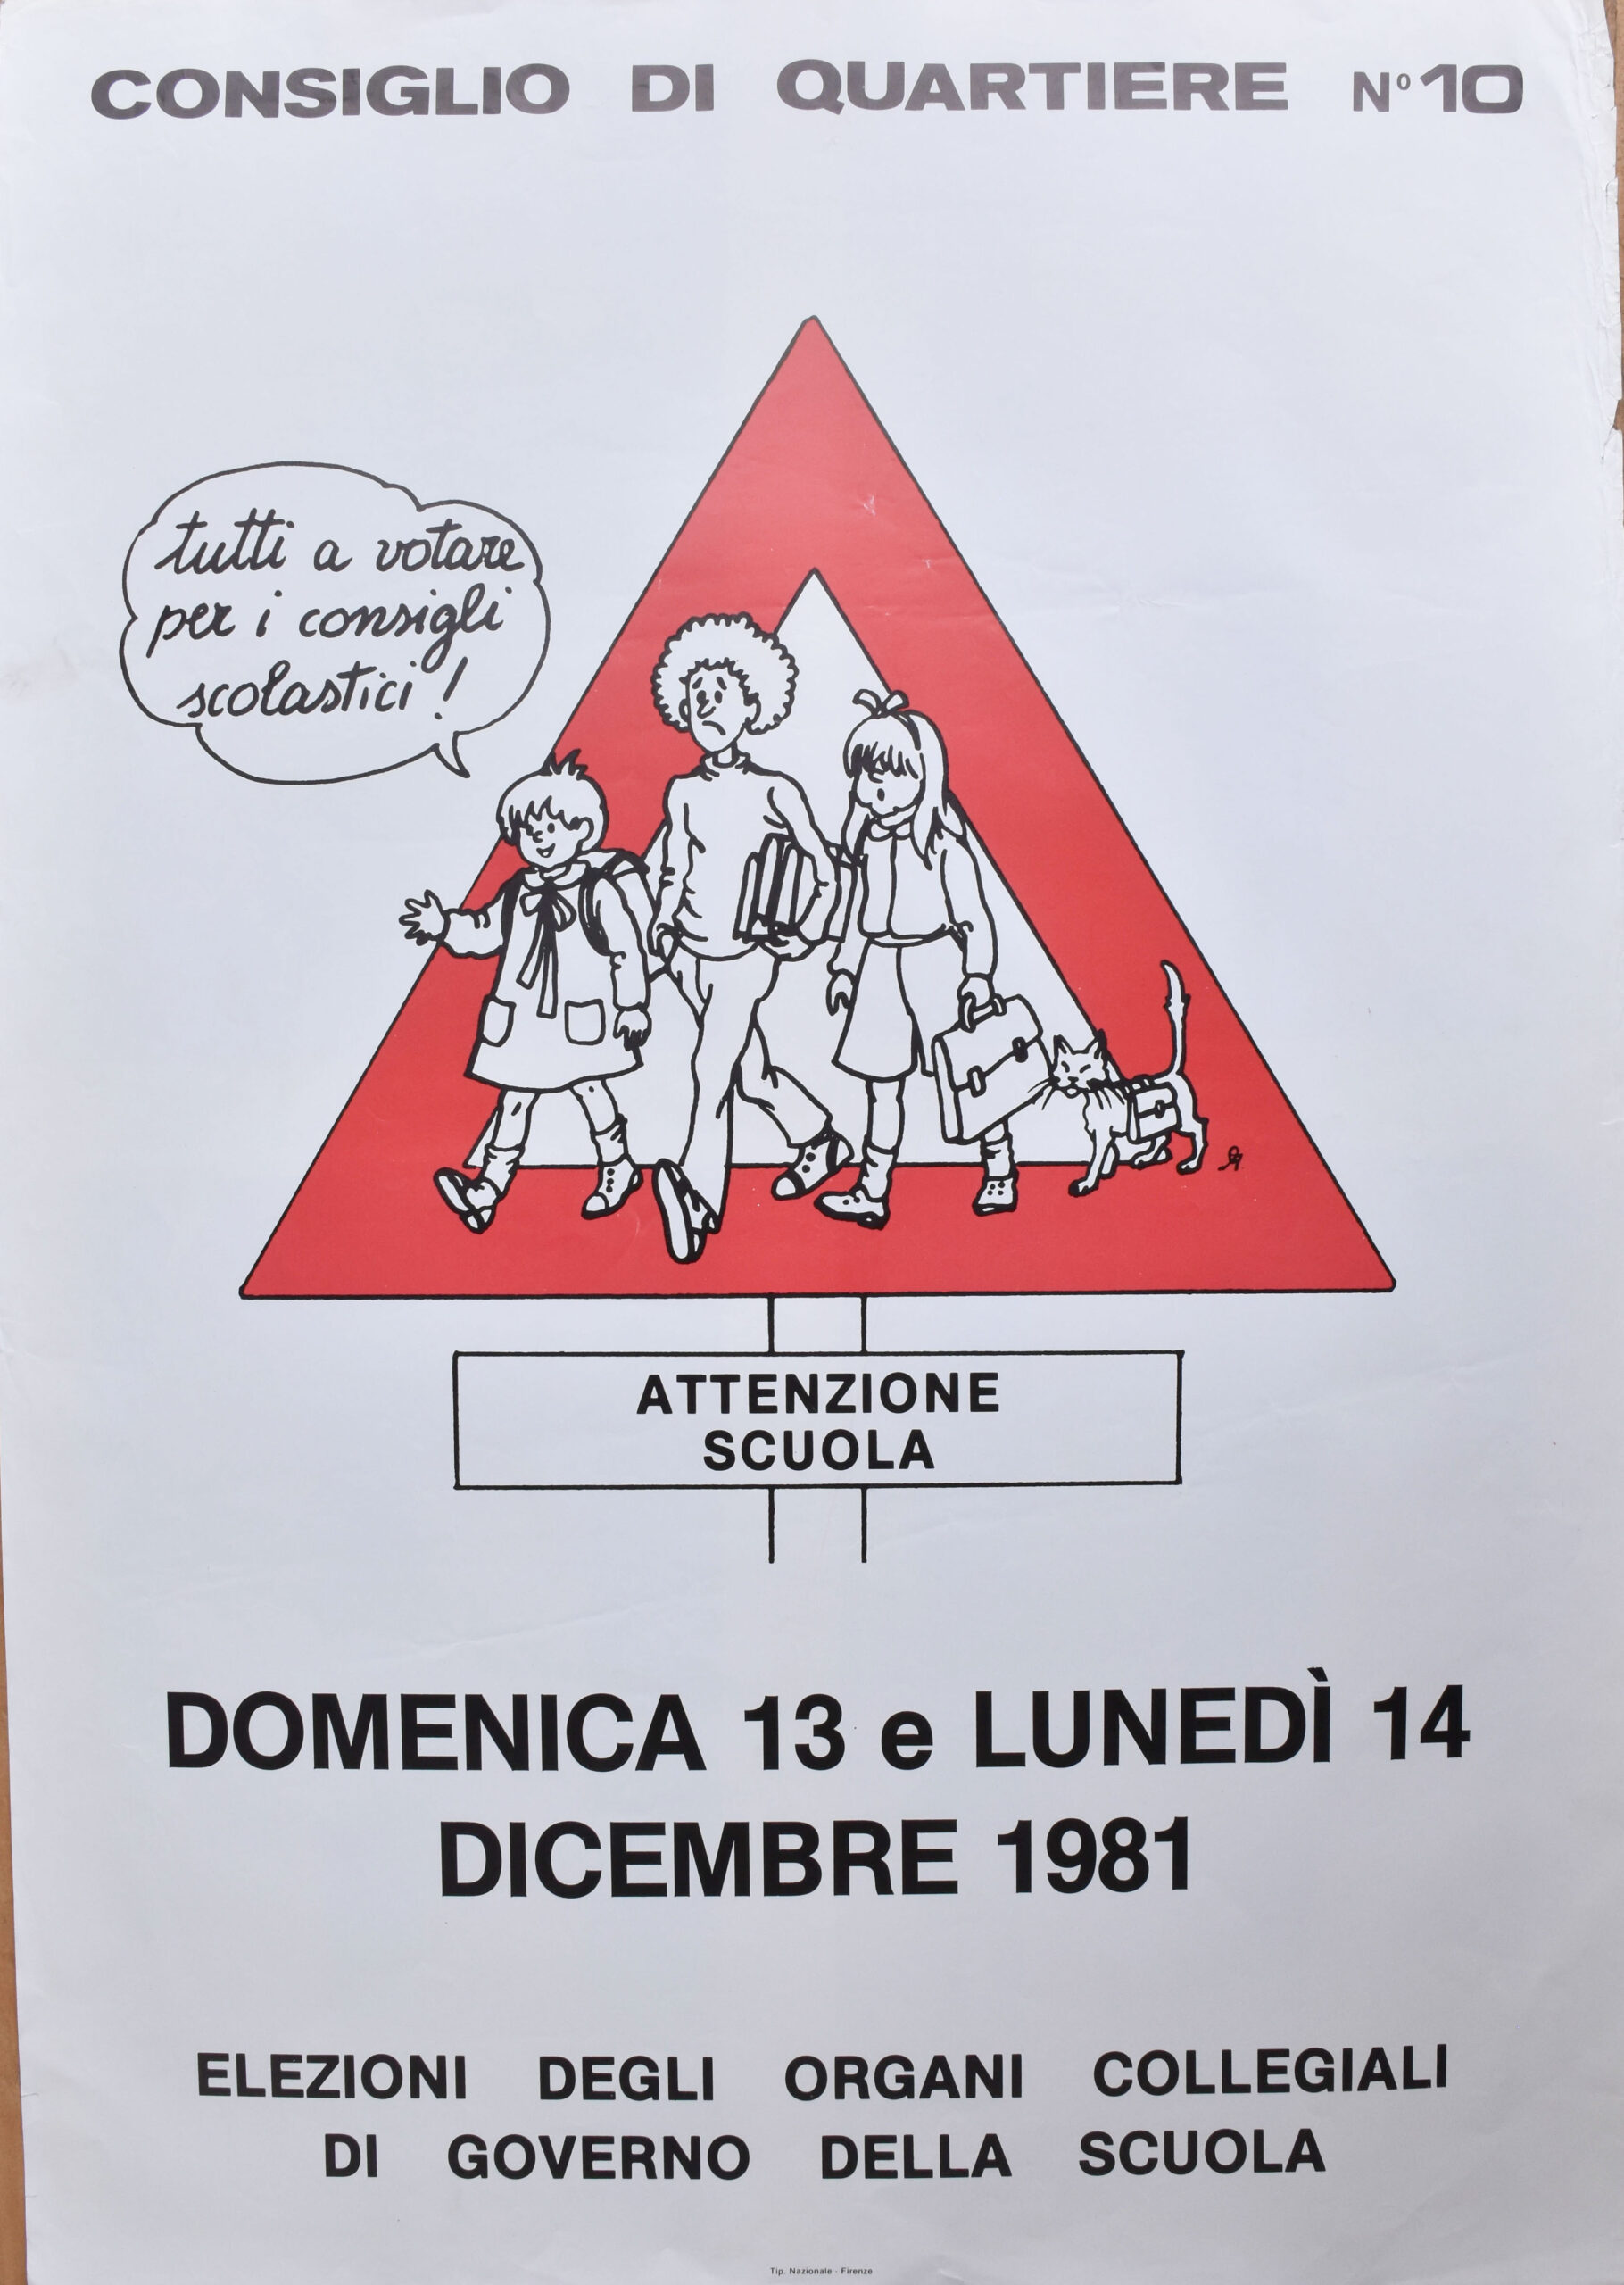 CONSIGLIO DI QUARTIERE Nº 10
tutti a votare
per i consigli
scolastici!
ATTENZIONE
SCUOLA
DOMENICA 13 e LUNEDÌ 14
DICEMBRE 1981
ELEZIONI DEGLI ORGANI COLLEGIALI
DI GOVERNO DELLA SCUOLA
Tip. Nazionale - Firenze